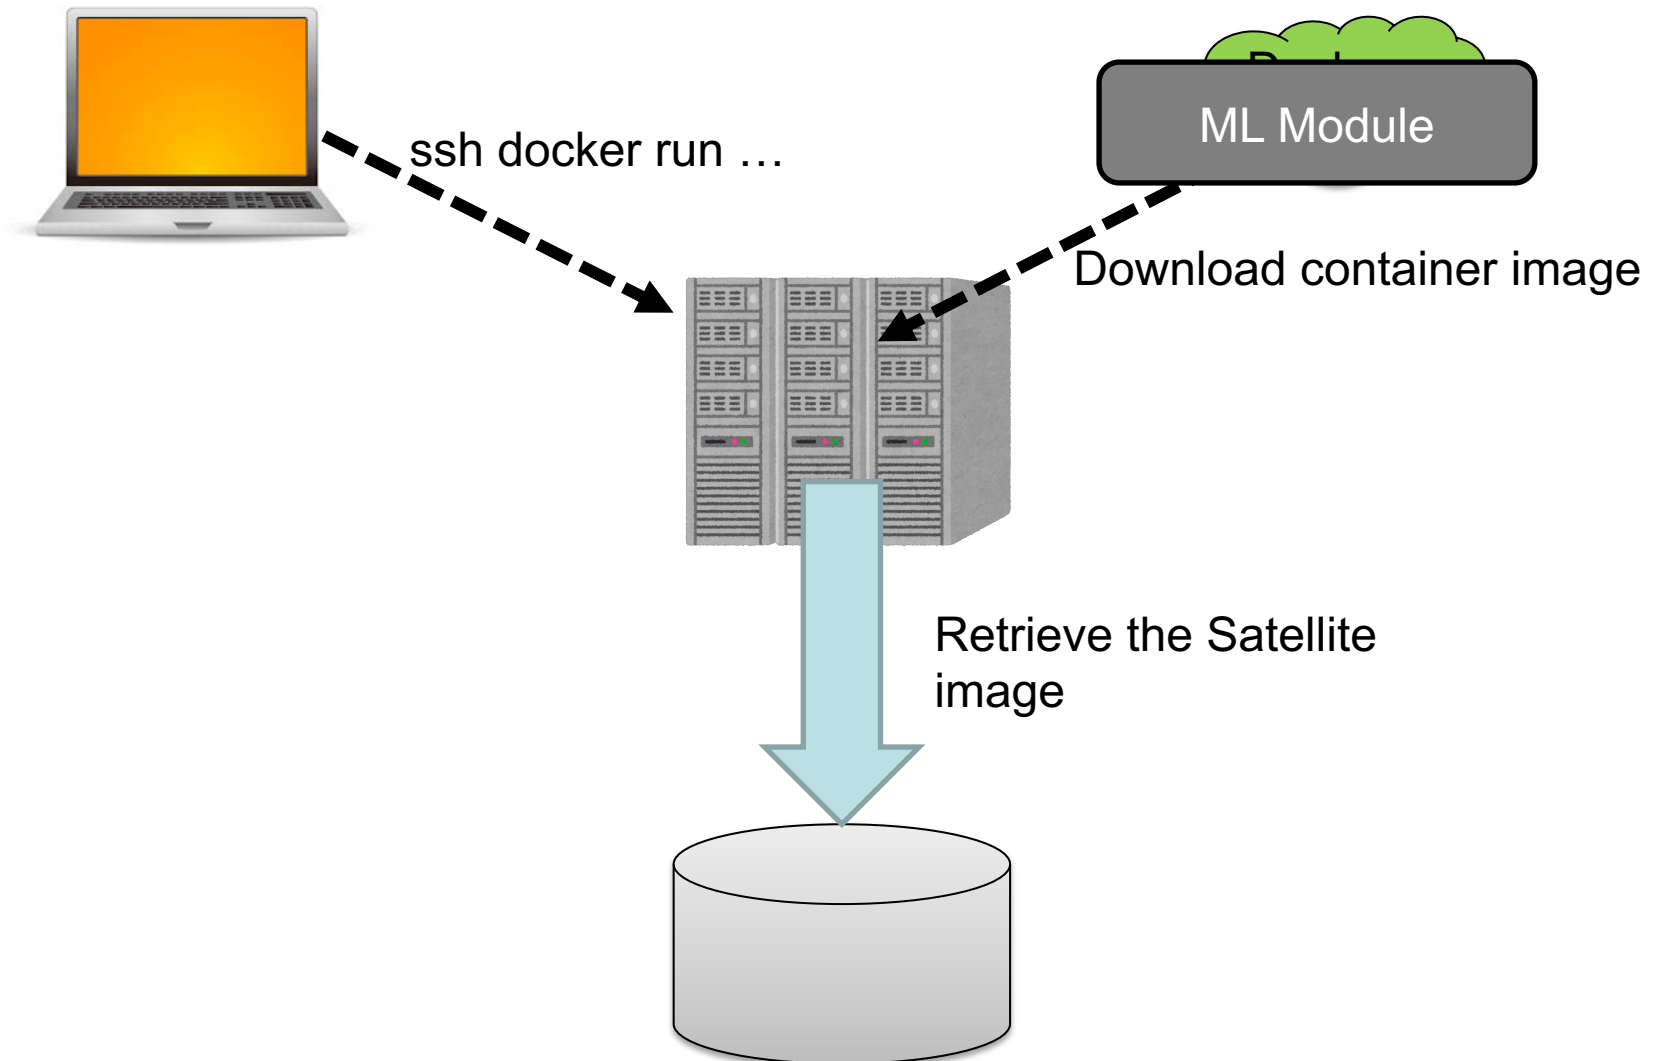 ssh docker run …
ML Module
Download container image
Retrieve the Satellite
image